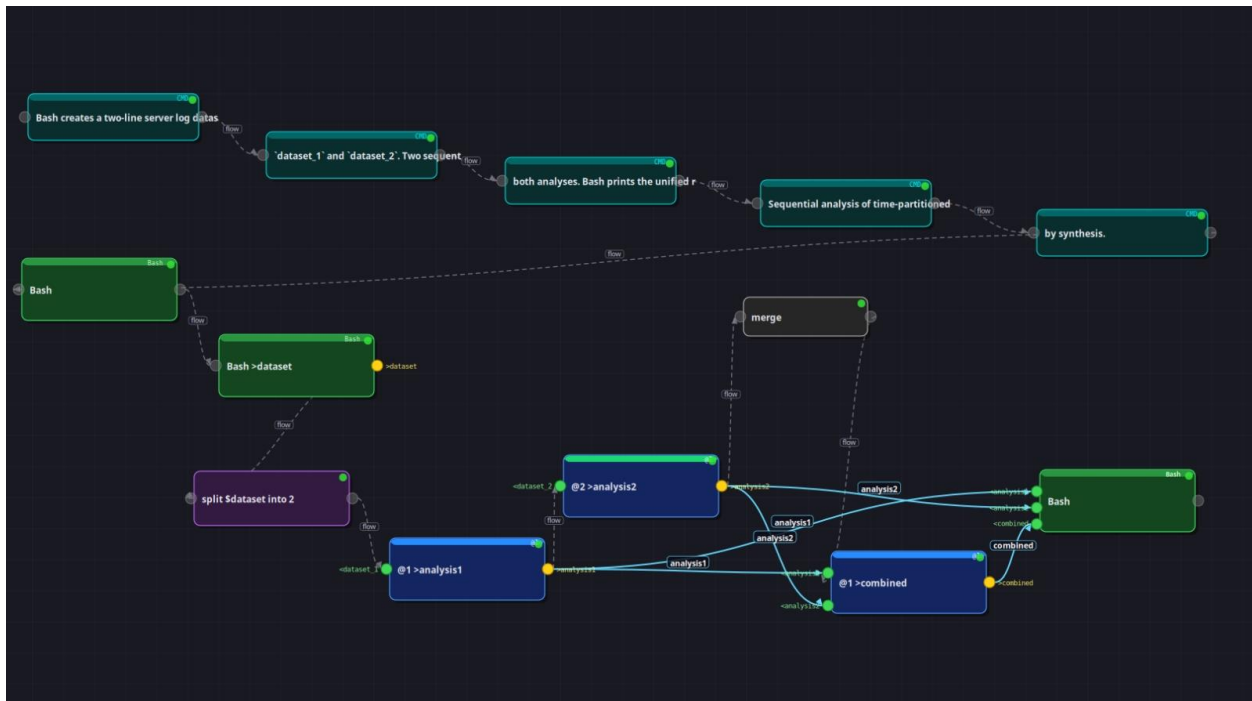 CMD
Bash creates a two-line server log datas
flow
CMD
`dataset_1` and `dataset_2`. Two sequent
flow
CMD
both analyses. Bash prints the unified r
flow
CMD
Sequential analysis of time-partitioned
flow
CMD
by synthesis.
flow
Bash
Bash
flow
Bash
Bash >dataset
>dataset
flow
merge
flow
flow
split $dataset into 2
flow
<dataset_1
@1 >analysis1
>analysis1
flow
<dataset_2
@2 >analysis2
>analysis2
analysis2
analysis1
analysis2
analysis1
<analysis2
@1 >combined
>combined
combined
Bash
<combined
Bash